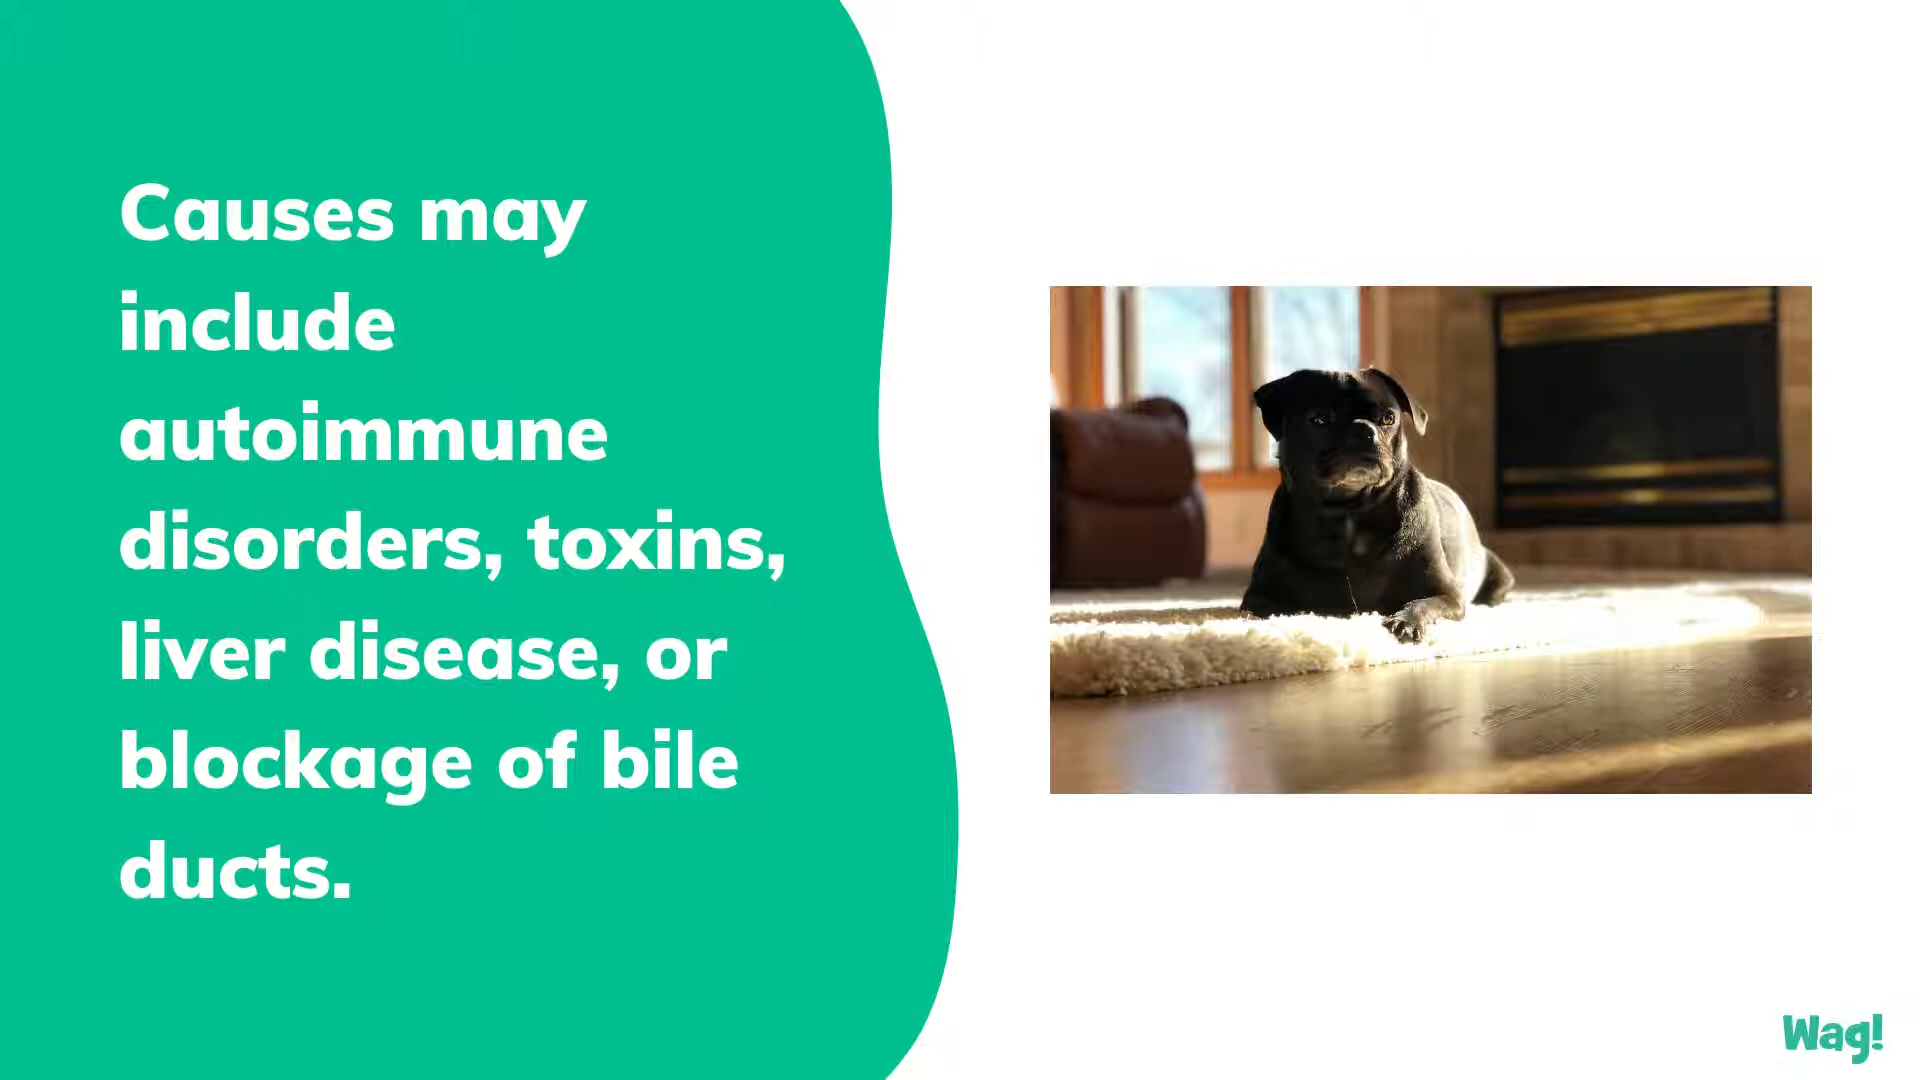 Causes may
include
autoimmune
disorders, toxins,
liver disease, or
blockage of bile
ducts.
Wag!